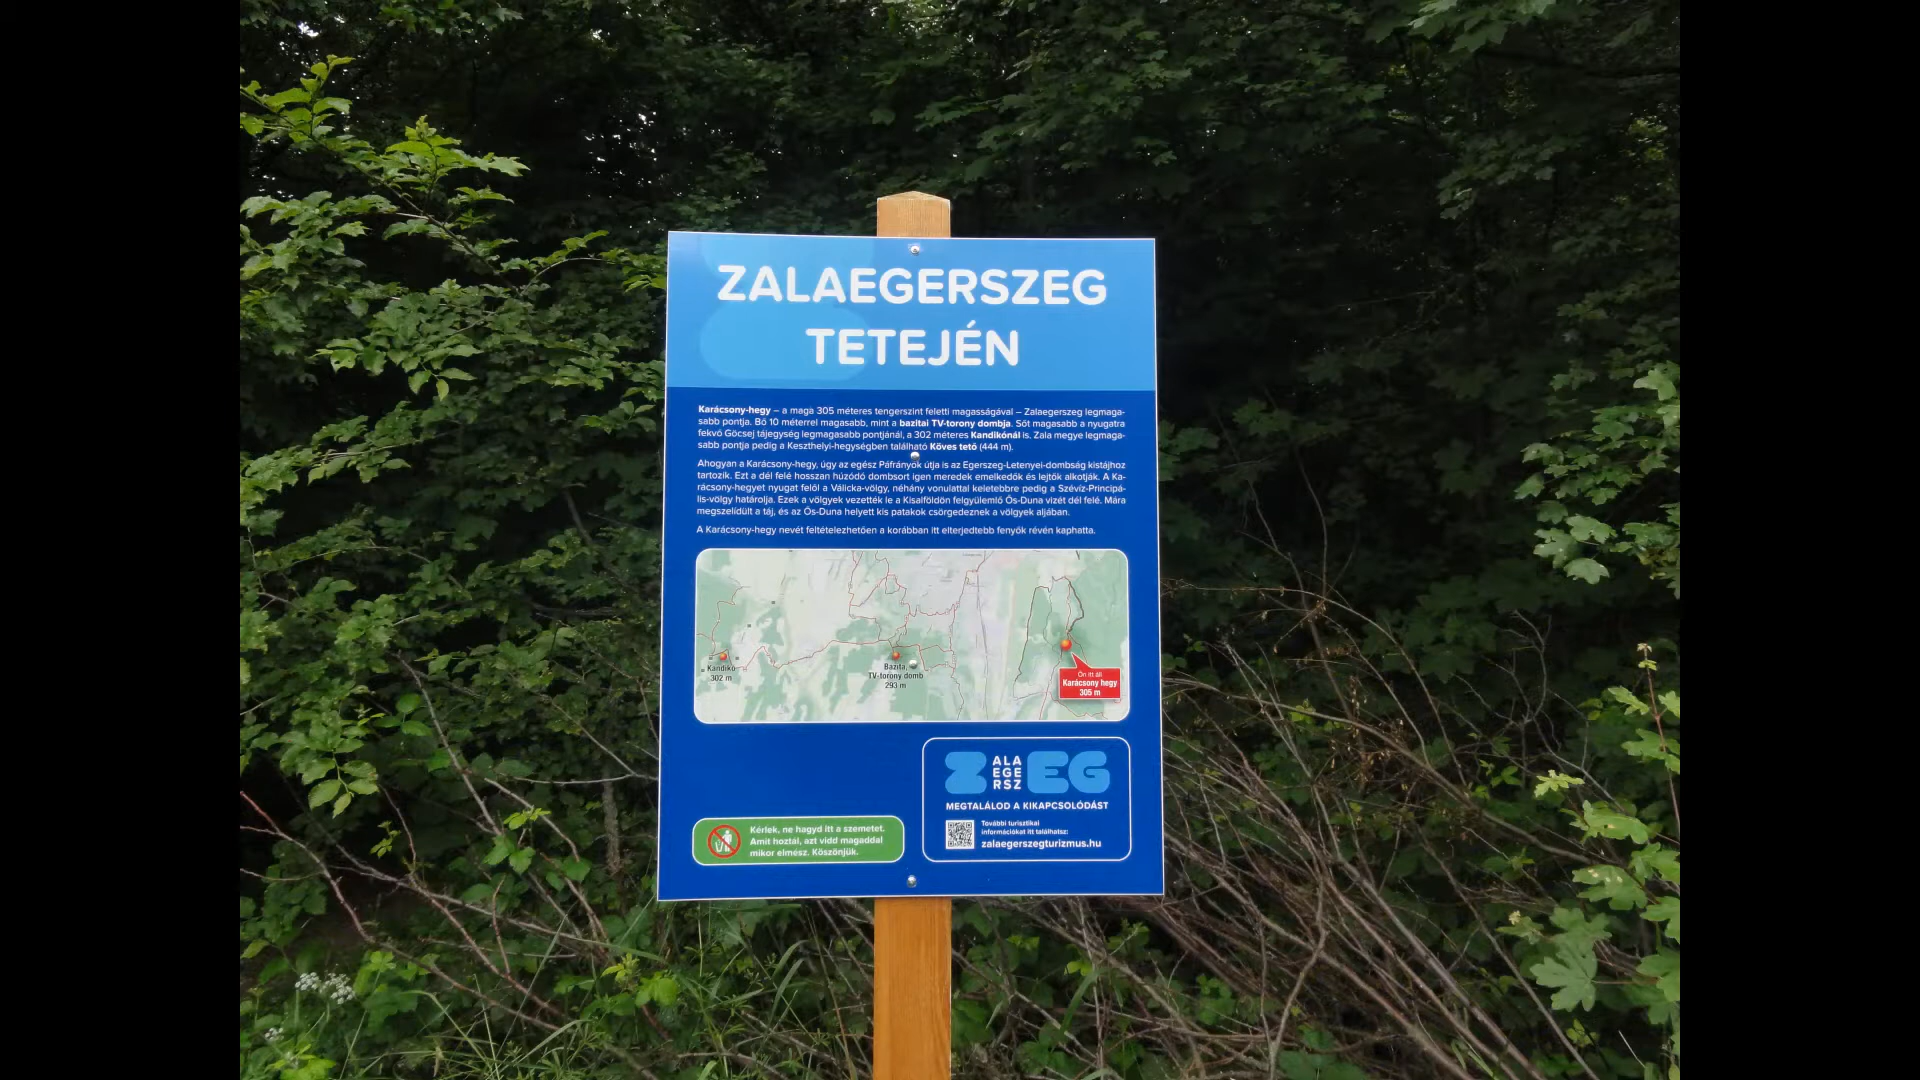 ZALAEGERSZEG
TETEJÉN
Karácsony-hegy – a maga 305 méteres tengerszint feletti magasságával – Zalaegerszeg legmaga-
sabb pontja. Bő 10 méterrel magasabb, mint a bazitai TV-torony dombja. Sőt magasabb a nyugatra
fekvő Göcsej tájegység legmagasabb pontjánál, a 302 méteres Kandikónál is. Zala megye legmaga-
sabb pontja pedig a Keszthelyi-hegységben található Köves tető (444 m).
Ahogyan a Karácsony-hegy, úgy az egész Páfrányok útja is az Egerszeg-Letenyei-dombság kistájhoz
tartozik. Ezt a dél felé hosszan húzódó dombsort igen meredek emelkedők és lejtők alkotják. A Ka-
rácsony-hegyet nyugat felől a Válicka-völgy, néhány vonulattal keletebbre pedig a Szévíz-Principá-
lis-völgy határolja. Ezek a völgyek vezették le a Kisalföldön felgyülemlő Ős-Duna vizét dél felé. Mára
megszelídült a táj, és az Ős-Duna helyett kis patakok csörgedeznek a völgyek aljában.
A Karácsony-hegy nevét feltételezhetően a korábban itt elterjedtebb fenyők révén kaphatta.
Kandikó
302 m
Bazita,
TV-torony domb
293 m
Ön itt áll
Karácsony hegy
305 m
Z ALA EG
EGE
RSZ
MEGTALÁLOD A KIKAPCSOLÓDÁST
További turisztikai
információkat itt találhatsz:
zalaegerszegturizmus.hu
Kérlek, ne hagyd itt a szemetet.
Amit hoztál, azt vidd magaddal
mikor elmész. Köszönjük.